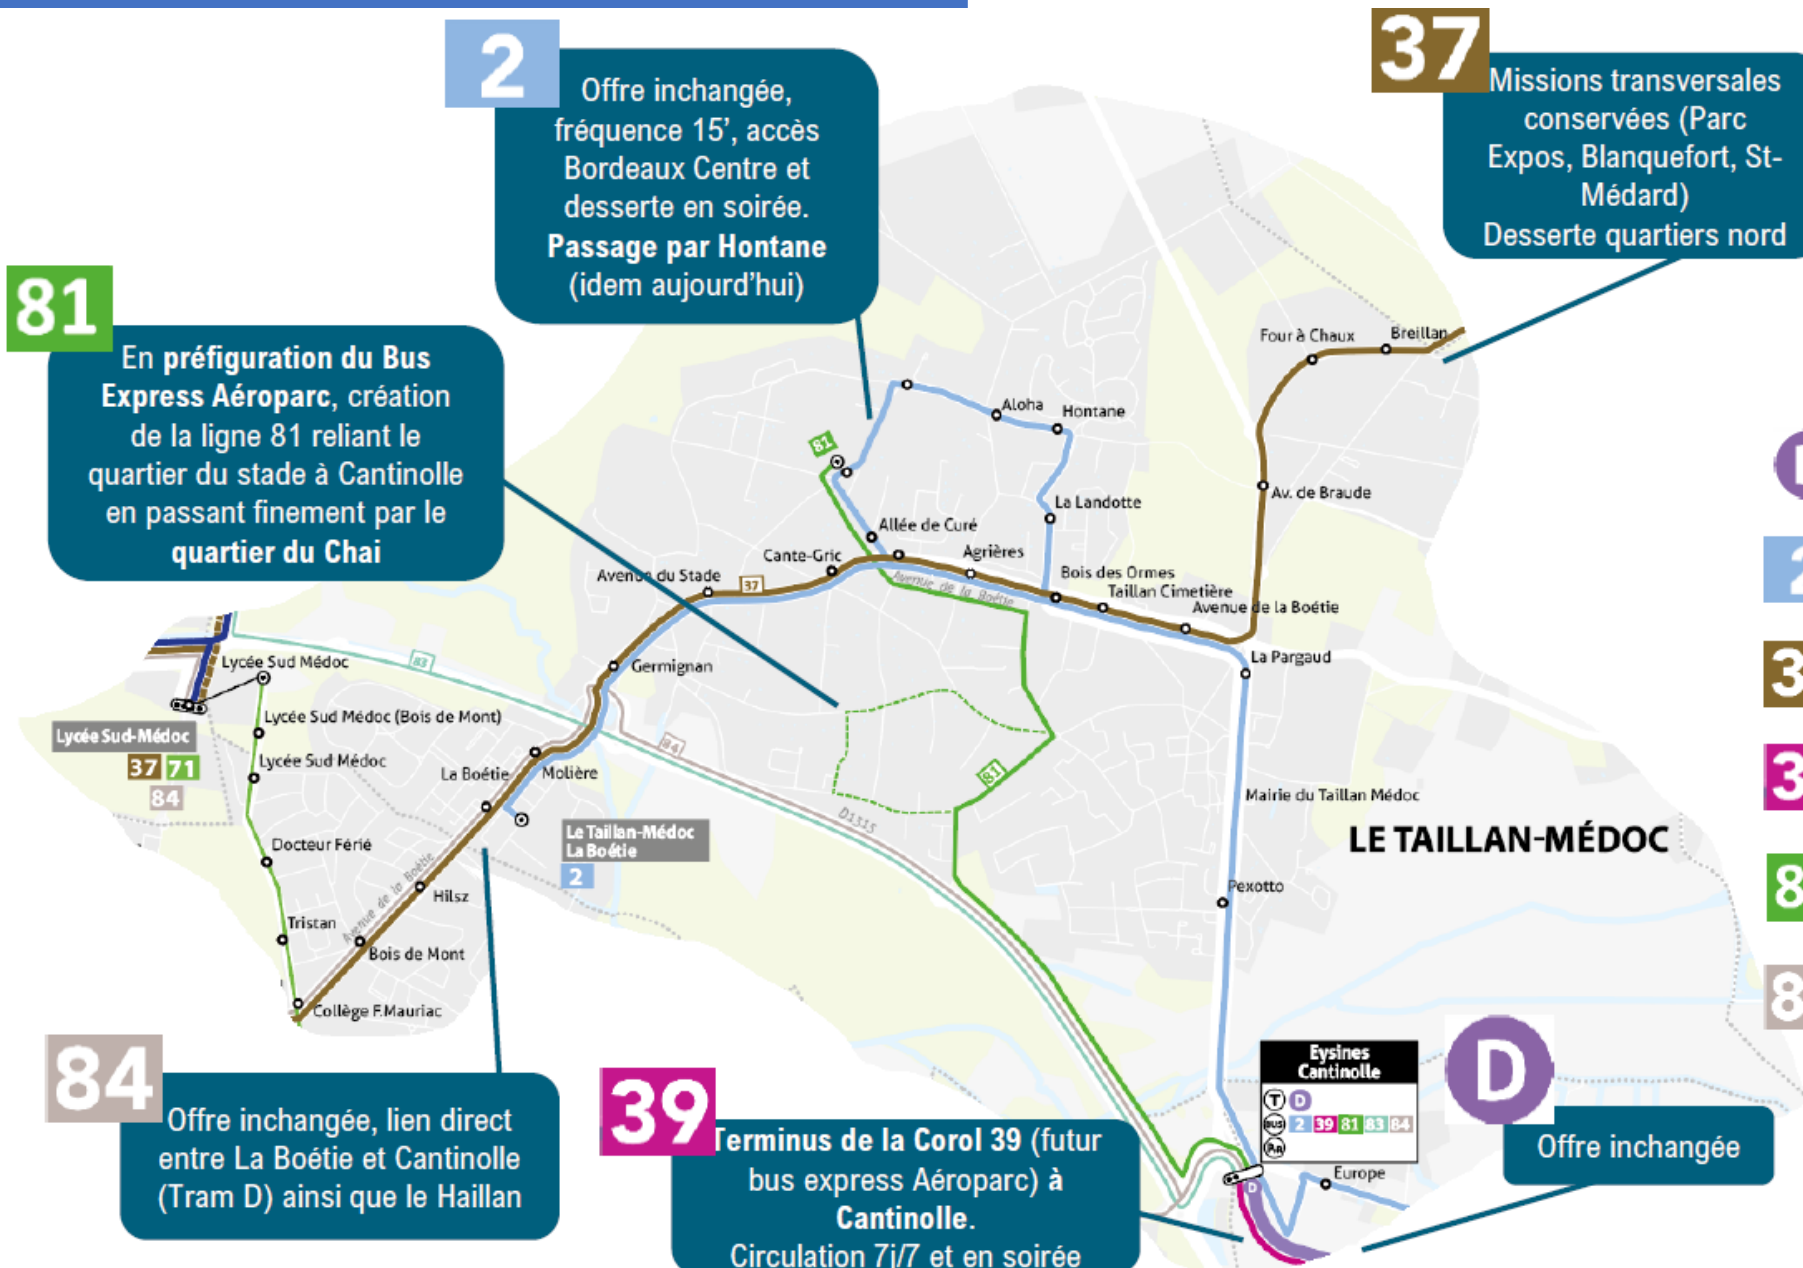 2
Offre inchangée,
fréquence 15’, accès
Bordeaux Centre et
desserte en soirée.
Passage par Hontane
(idem aujourd’hui)
37
Missions transversales
conservées (Parc
Expos, Blanquefort, St-
Médard)
Desserte quartiers nord
81
En préfiguration du Bus
Express Aéroparc, création
de la ligne 81 reliant le
quartier du stade à Cantinolle
en passant finement par le
quartier du Chai
Four à Chaux
Breillan
Aloha
Hontane
81
La Landotte
Av. de Braude
Allée de Curé
Cante-Gric
Agrières
Avenue du Stade
37
Avenue de la Boétie
Bois des Ormes
Taillan Cimetière
Avenue de la Boétie
La Pargaud
Germignan
83
84
Lycée Sud Médoc
Lycée Sud Médoc (Bois de Mont)
Lycée Sud-Médoc
37 71
84
Lycée Sud Médoc
La Boétie
Molière
81
D1515
Mairie du Taillan Médoc
LE TAILLAN-MÉDOC
Le Taillan-Médoc
La Boétie
2
Docteur Férié
Avenue de la Boétie
Hilsz
Pexotto
Tristan
Bois de Mont
Collège F.Mauriac
84
Offre inchangée, lien direct
entre La Boétie et Cantinolle
(Tram D) ainsi que le Haillan
39
Terminus de la Corol 39 (futur
bus express Aéroparc) à
Cantinolle.
Circulation 7j/7 et en soirée
Eysines
Cantinolle
T D
BUS 2 39 81 83 84
P+R
D
Europe
D
Offre inchangée
2
3
3
8
8